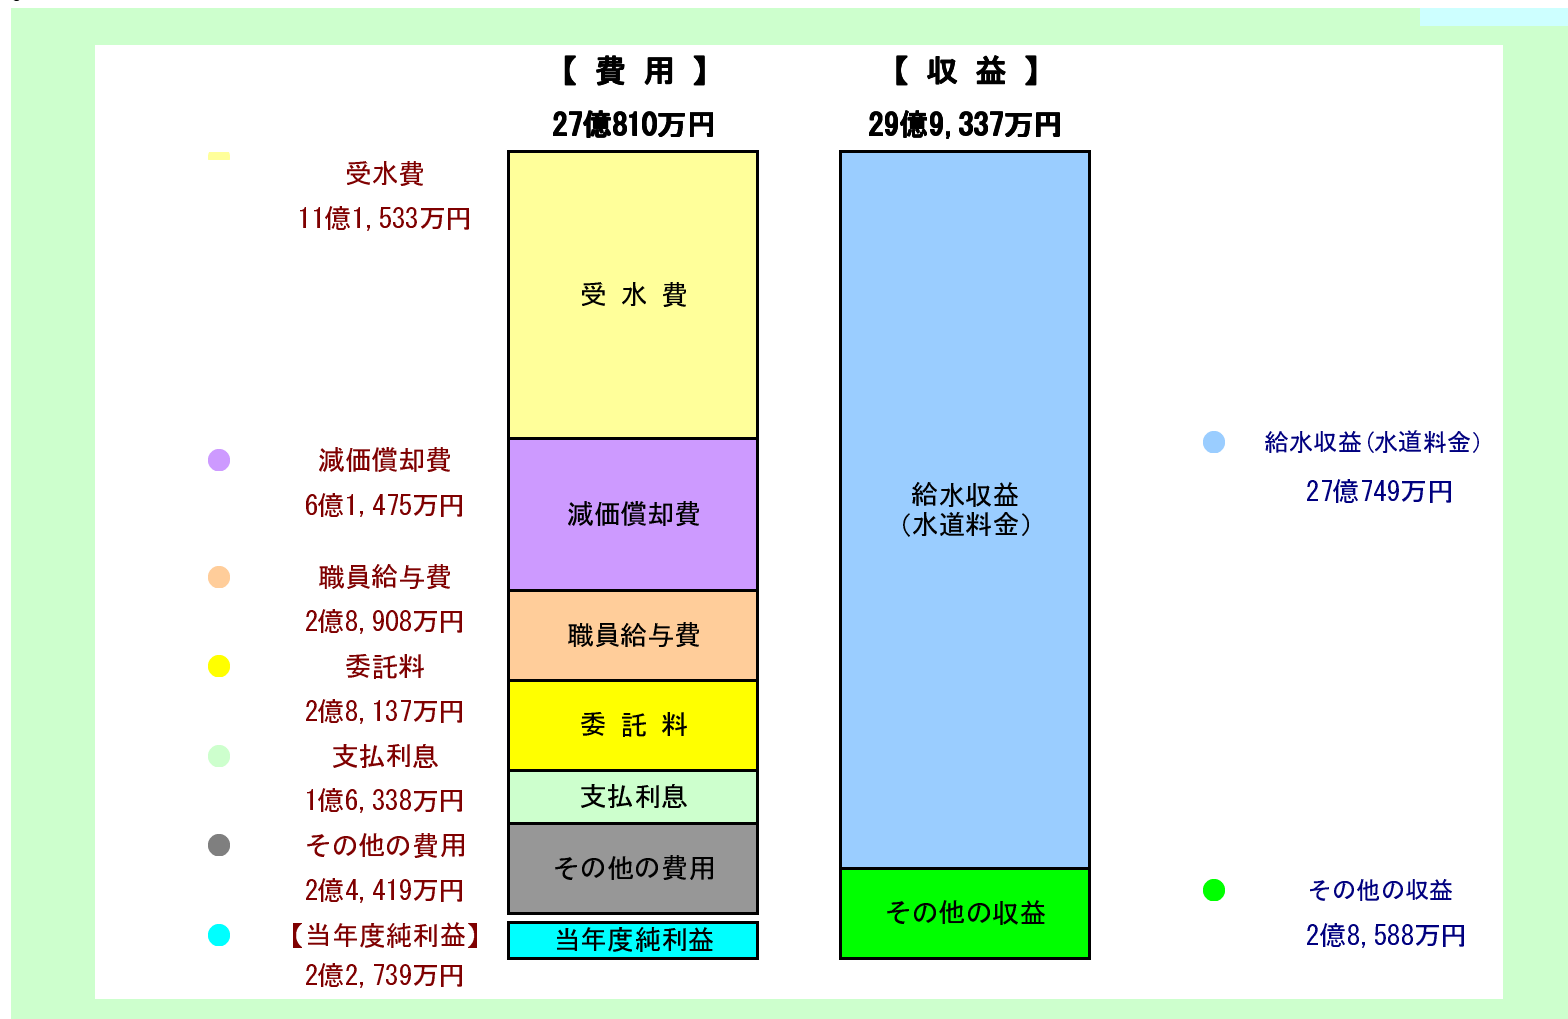 【 費 用 】
27億810万円
【 収 益 】
29億9,337万円
受水費
11億1,533万円
減価償却費
6億1,475万円
職員給与費
2億8,908万円
委託料
2億8,137万円
支払利息
1億6,338万円
その他の費用
2億4,419万円
【当年度純利益】
2億2,739万円
受 水 費
減価償却費
職員給与費
委 託 料
支払利息
その他の費用
当年度純利益
給水収益
（水道料金）
その他の収益
給水収益(水道料金)
27億749万円
その他の収益
2億8,588万円